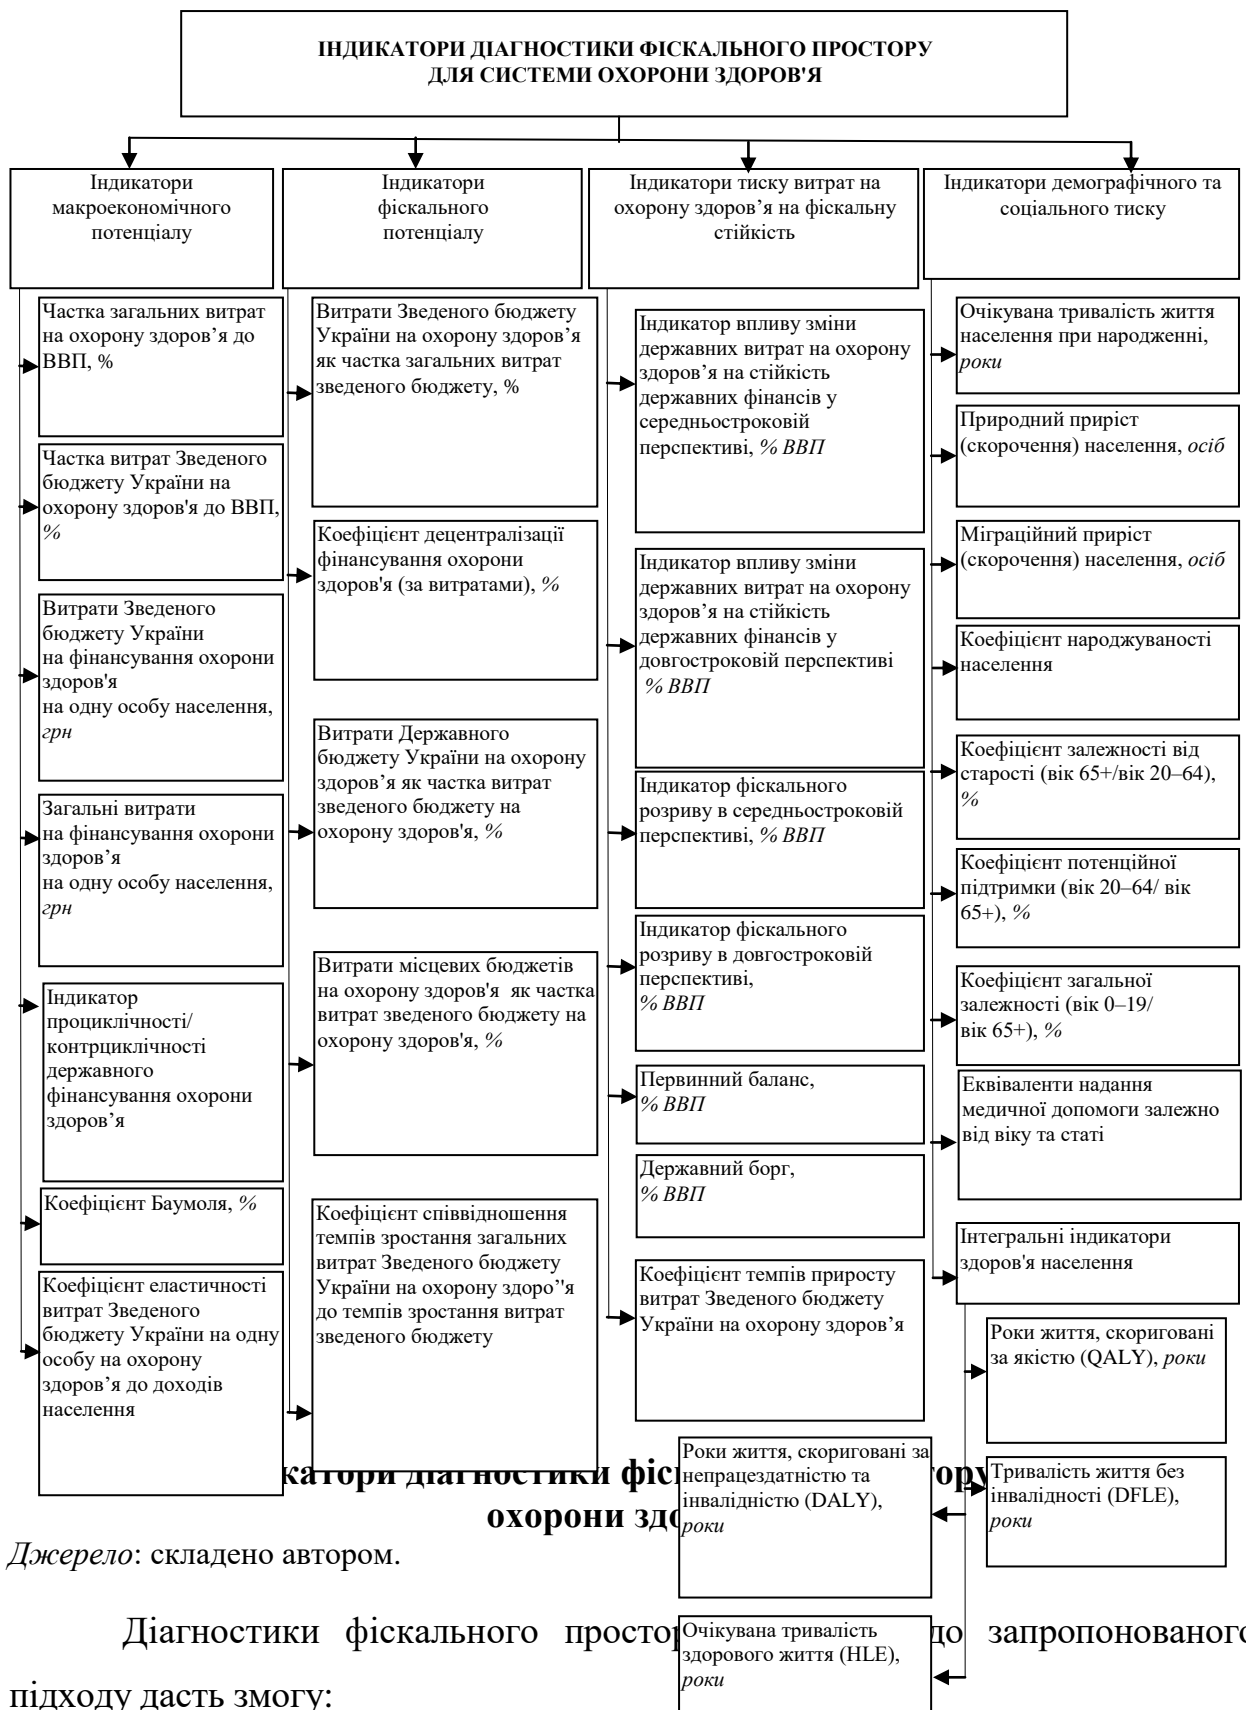 ІНДИКАТОРИ ДІАГНОСТИКИ ФІСКАЛЬНОГО ПРОСТОРУ
ДЛЯ СИСТЕМИ ОХОРОНИ ЗДОРОВ'Я
Індикатори
макроекономічного
потенціалу
Індикатори
фіскального
потенціалу
Індикатори тиску витрат на
охорону здоров’я на фіскальну
стійкість
Індикатори демографічного та
соціального тиску
Частка загальних витрат
на охорону здоров’я до
ВВП, %
Частка витрат Зведеного
бюджету України на
охорону здоров'я до ВВП,
%
Витрати Зведеного
бюджету України
на фінансування охорони
здоров'я
на одну особу населення,
грн
Загальні витрати
на фінансування охорони
здоров’я
на одну особу населення,
грн
Індикатор
проциклічності/
контрциклічності
державного
фінансування охорони
здоров’я
Коефіцієнт Баумоля, %
Коефіцієнт еластичності
витрат Зведеного
бюджету України на одну
особу на охорону
здоров’я до доходів
населення
Витрати Зведеного бюджету
України на охорону здоров’я
як частка загальних витрат
зведеного бюджету, %
Коефіцієнт децентралізації
фінансування охорони
здоров'я (за витратами), %
Витрати Державного
бюджету України на охорону
здоров’я як частка витрат
зведеного бюджету на
охорону здоров'я, %
Витрати місцевих бюджетів
на охорону здоров'я як частка
витрат зведеного бюджету на
охорону здоров'я, %
Коефіцієнт співвідношення
темпів зростання загальних
витрат Зведеного бюджету
України на охорону здоро’'я
до темпів зростання витрат
зведеного бюджету
Індикатор впливу зміни
державних витрат на охорону
здоров’я на стійкість
державних фінансів у
середньостроковій
перспективі, % ВВП
Індикатор впливу зміни
державних витрат на охорону
здоров’я на стійкість
державних фінансів у
довгостроковій перспективі
% ВВП
Індикатор фіскального
розриву в середньостроковій
перспективі, % ВВП
Індикатор фіскального
розриву в довгостроковій
перспективі,
% ВВП
Первинний баланс,
% ВВП
Державний борг,
% ВВП
Коефіцієнт темпів приросту
витрат Зведеного бюджету
України на охорону здоров’я
Очікувана тривалість життя
населення при народженні,
роки
Природний приріст
(скорочення) населення, осіб
Міграційний приріст
(скорочення) населення, осіб
Коефіцієнт народжуваності
населення
Коефіцієнт залежності від
старості (вік 65+/вік 20–64),
%
Коефіцієнт потенційної
підтримки (вік 20–64/ вік
65+), %
Коефіцієнт загальної
залежності (вік 0–19/
вік 65+), %
Еквіваленти надання
медичної допомоги залежно
від віку та статі
Інтегральні індикатори
здоров'я населення
Роки життя, скориговані
за якістю (QALY), роки
Роки життя, скориговані за
непрацездатністю та
інвалідністю (DALY),
роки
Тривалість життя без
інвалідності (DFLE),
роки
Очікувана тривалість
здорового життя (HLE),
роки
діагностики
охорони
Джерело: складено автором.
Діагностики фіскального до запропонованого
підходу дасть змогу: